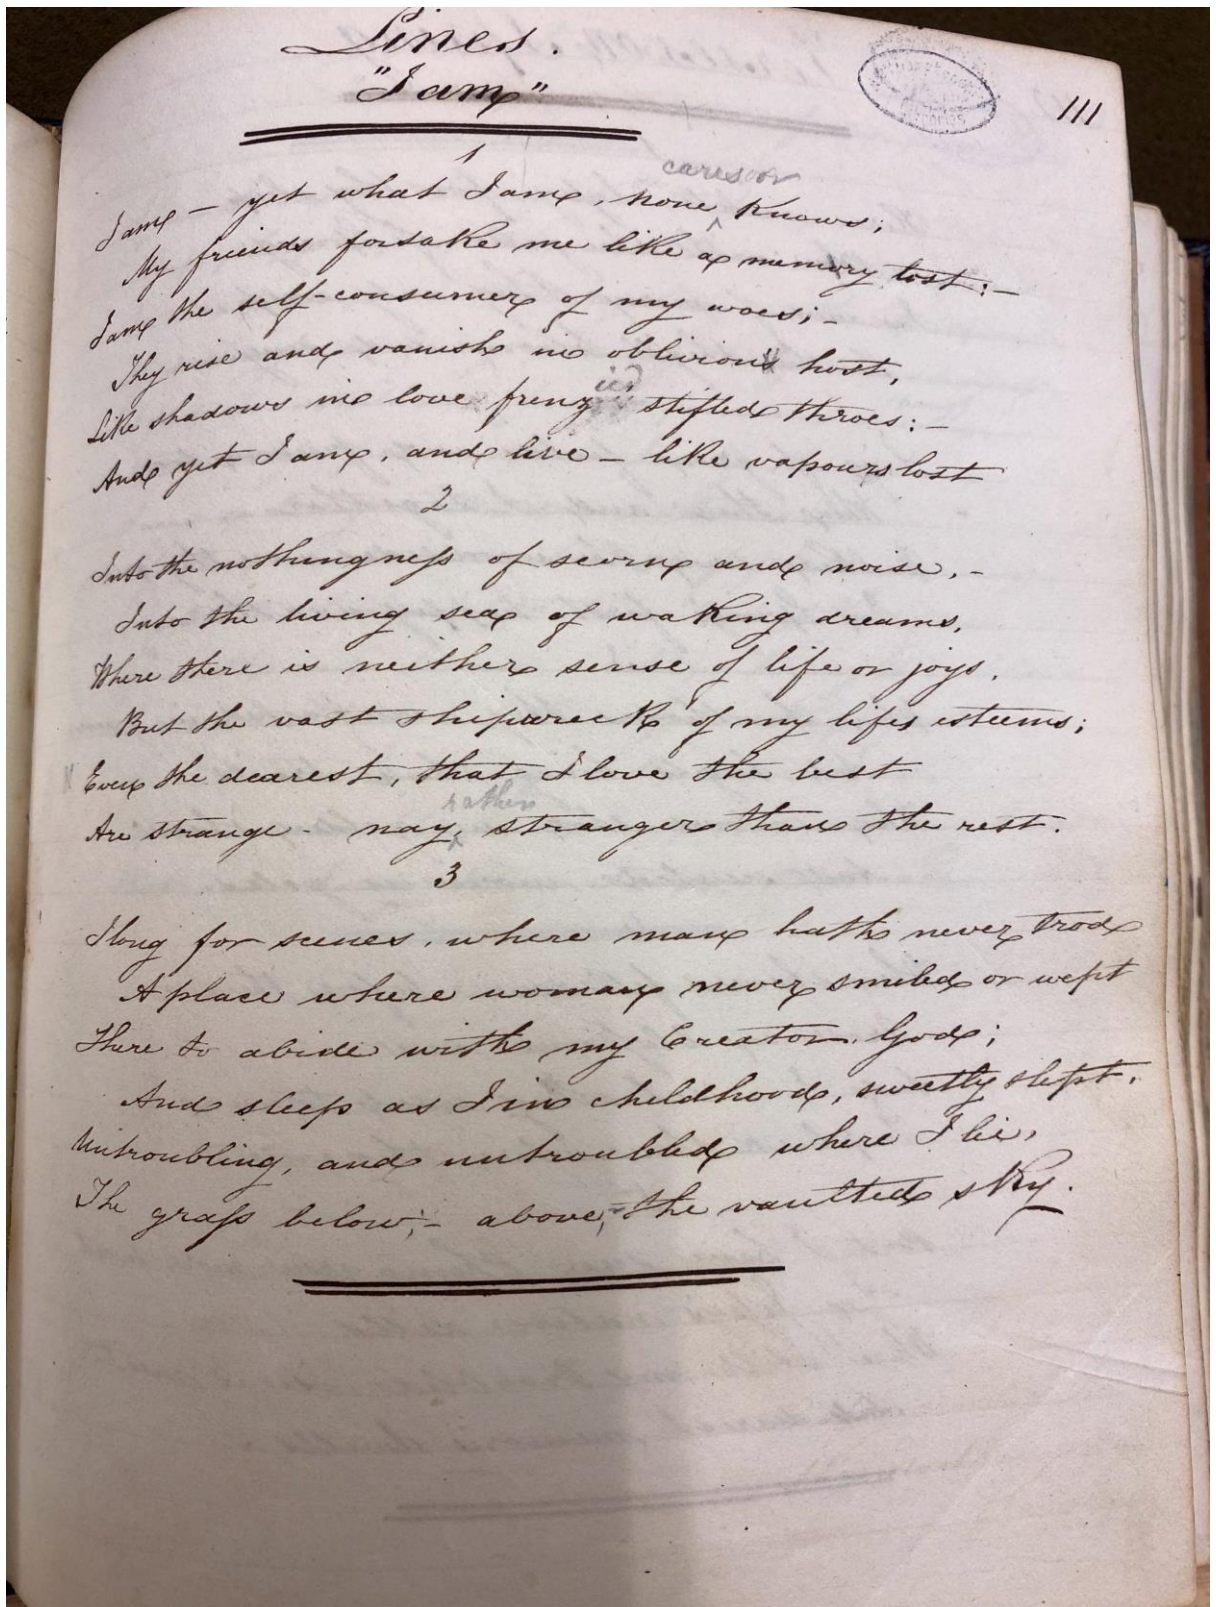 Lines.
"I am"
111
1
cares or
I am – yet what I am, none knows;
My friends forsake me like a memory lost:–
I am the self-consumer of my woes;–
They rise and vanish in oblivions host,
ied
Like shadows in love frenz stifled throes:–
And yet I am, and live – like vapours lost
2
Into the nothingness of scorn and noise,–
Into the living sea of waking dreams,
Where there is neither sense of life or joys,
But the vast shipwreck of my lifes esteems;
Even the dearest, that I love the best
rather
Are strange – nay, stranger than the rest.
3
I long for scenes, where man hath never trod
A place where woman never smiled or wept
There to abide with my Creator, God;
And sleep as I in childhood, sweetly slept,
Untroubling, and untroubled where I lie,
The grass below;– above, the vaulted sky.